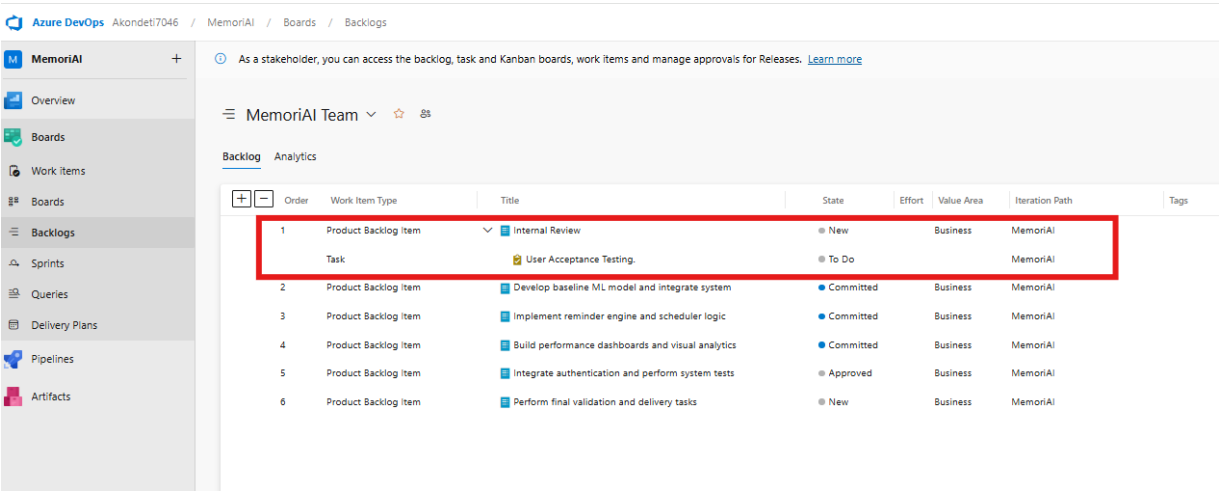 Azure DevOps Akondeti7046 / MemoriAI / Boards / Backlogs
M MemoriAI +
As a stakeholder, you can access the backlog, task and Kanban boards, work items and manage approvals for Releases. Learn more
Overview
Boards
Work items
Boards
Backlogs
Sprints
Queries
Delivery Plans
Pipelines
Artifacts
MemoriAI Team
Backlog Analytics
+ − Order Work Item Type Title State Effort Value Area Iteration Path Tags
1 Product Backlog Item Internal Review New Business MemoriAI
Task User Acceptance Testing. To Do MemoriAI
2 Product Backlog Item Develop baseline ML model and integrate system Committed Business MemoriAI
3 Product Backlog Item Implement reminder engine and scheduler logic Committed Business MemoriAI
4 Product Backlog Item Build performance dashboards and visual analytics Committed Business MemoriAI
5 Product Backlog Item Integrate authentication and perform system tests Approved Business MemoriAI
6 Product Backlog Item Perform final validation and delivery tasks New Business MemoriAI